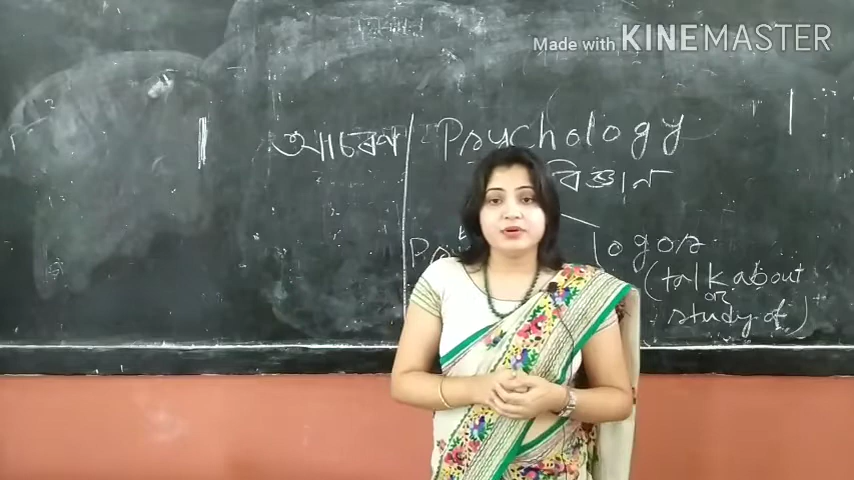 Made with KINEMASTER
আচৰণ Psychology
বিজ্ঞান
logos
(talk about
or
study of)